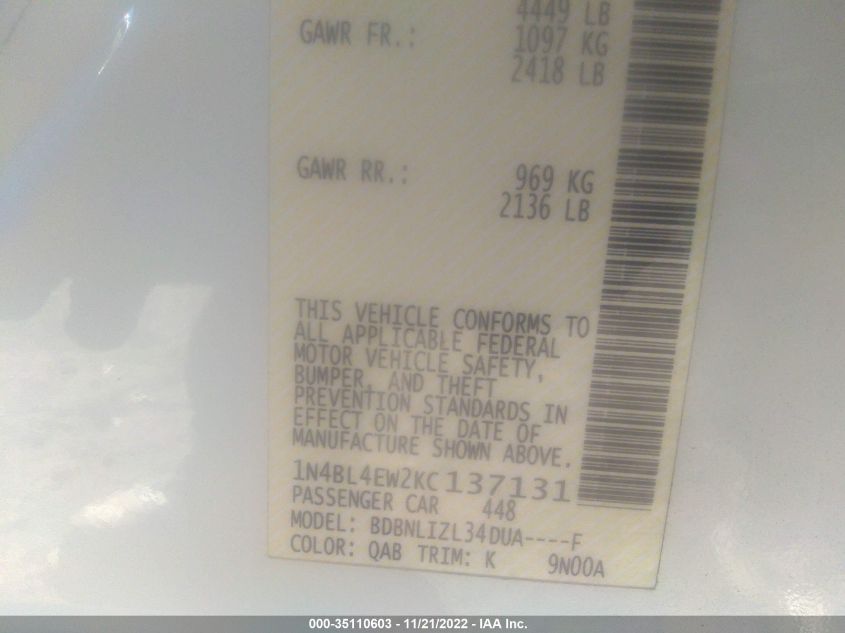 4449 LB
GAWR FR.: 1097 KG
2418 LB
GAWR RR.: 969 KG
2136 LB
THIS VEHICLE CONFORMS TO
ALL APPLICABLE FEDERAL
MOTOR VEHICLE SAFETY,
BUMPER, AND THEFT
PREVENTION STANDARDS IN
EFFECT ON THE DATE OF
MANUFACTURE SHOWN ABOVE.
1N4BL4EW2KC137131
PASSENGER CAR 448
MODEL: BDBNLIZL34DUA----F
COLOR: QAB TRIM: K 9N00A
000-35110603 - 11/21/2022 - IAA Inc.